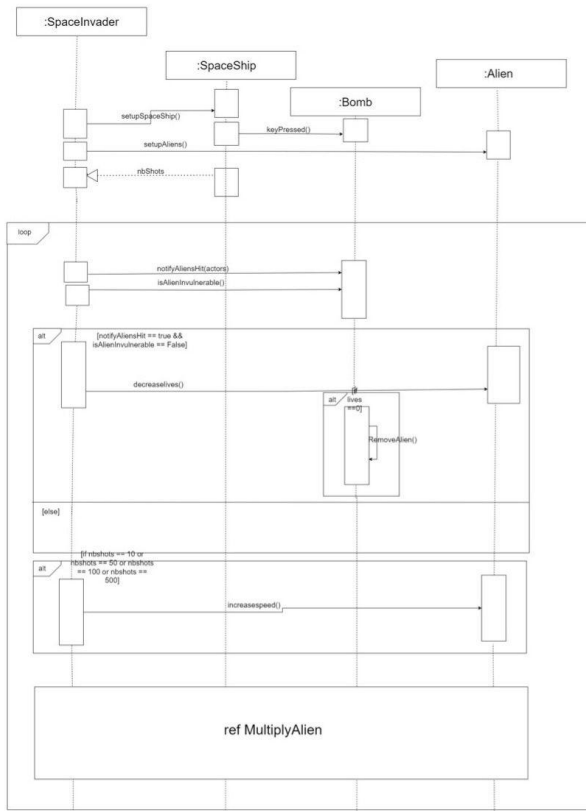 :SpaceInvader
:SpaceShip
:Bomb
:Alien
setupSpaceShip()
keyPressed()
setupAliens()
nbShots
loop
notifyAliensHit(actors)
isAlienInvulnerable()
alt
[notifyAliensHit == true &&
isAlienInvulnerable == False]
decreaselives()
alt
lives
==0]
RemoveAlien()
[else]
alt
[if nbshots == 10 or
nbshots == 50 or nbshots
== 100 or nbshots ==
500]
increasespeed()
ref MultiplyAlien